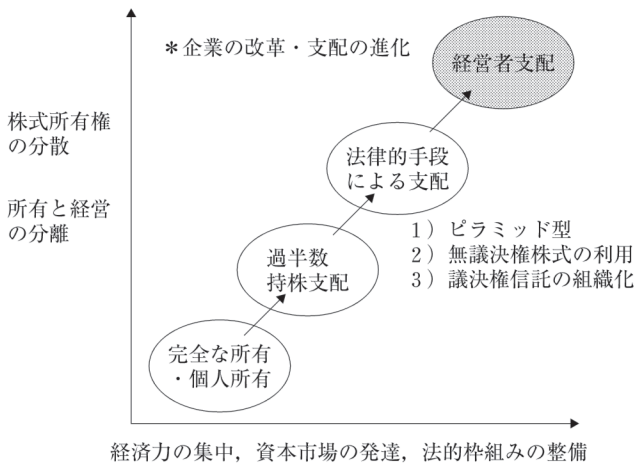 ＊企業の改革・支配の進化
経営者支配
株式所有権
の分散
法律的手段
による支配
所有と経営
の分離
1）ピラミッド型
2）無議決権株式の利用
3）議決権信託の組織化
過半数
持株支配
完全な所有
・個人所有
経済力の集中，資本市場の発達，法的枠組みの整備